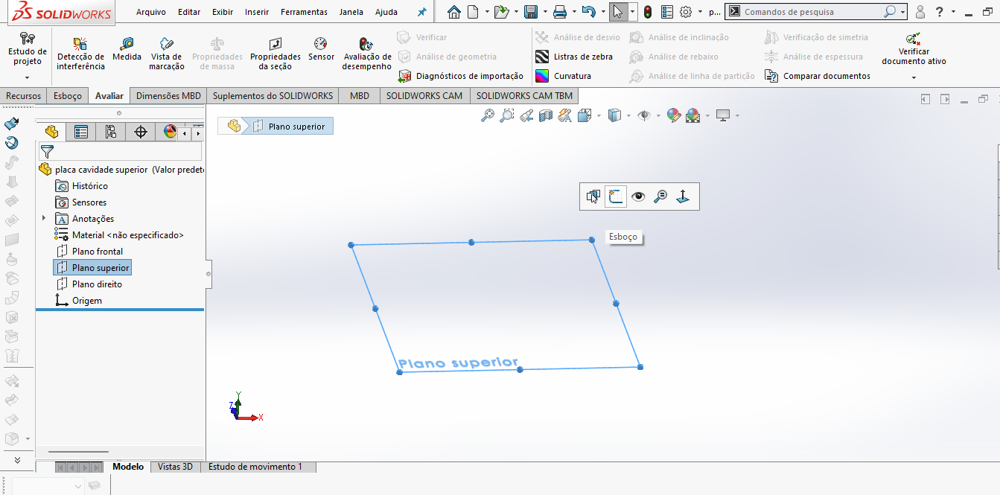 SOLIDWORKS
Arquivo Editar Exibir Inserir Ferramentas Janela Ajuda
p...
Comandos de pesquisa
?
Estudo de
projeto
Detecção de
interferência
Medida
Vista de
marcação
Propriedades
de massa
Propriedades
da seção
Sensor
Avaliação de
desempenho
Verificar
Análise de geometria
Diagnósticos de importação
Análise de desvio
Listras de zebra
Curvatura
Análise de inclinação
Análise de rebaixo
Análise de linha de partição
Verificação de simetria
Análise de espessura
Comparar documentos
Verificar
documento ativo
Recursos Esboço Avaliar Dimensões MBD Suplementos do SOLIDWORKS MBD SOLIDWORKS CAM SOLIDWORKS CAM TBM
Plano superior
placa cavidade superior (Valor predete
Histórico
Sensores
Anotações
Material <não especificado>
Plano frontal
Plano superior
Plano direito
Origem
Esboço
Plano superior
Y
Z
X
Modelo Vistas 3D Estudo de movimento 1